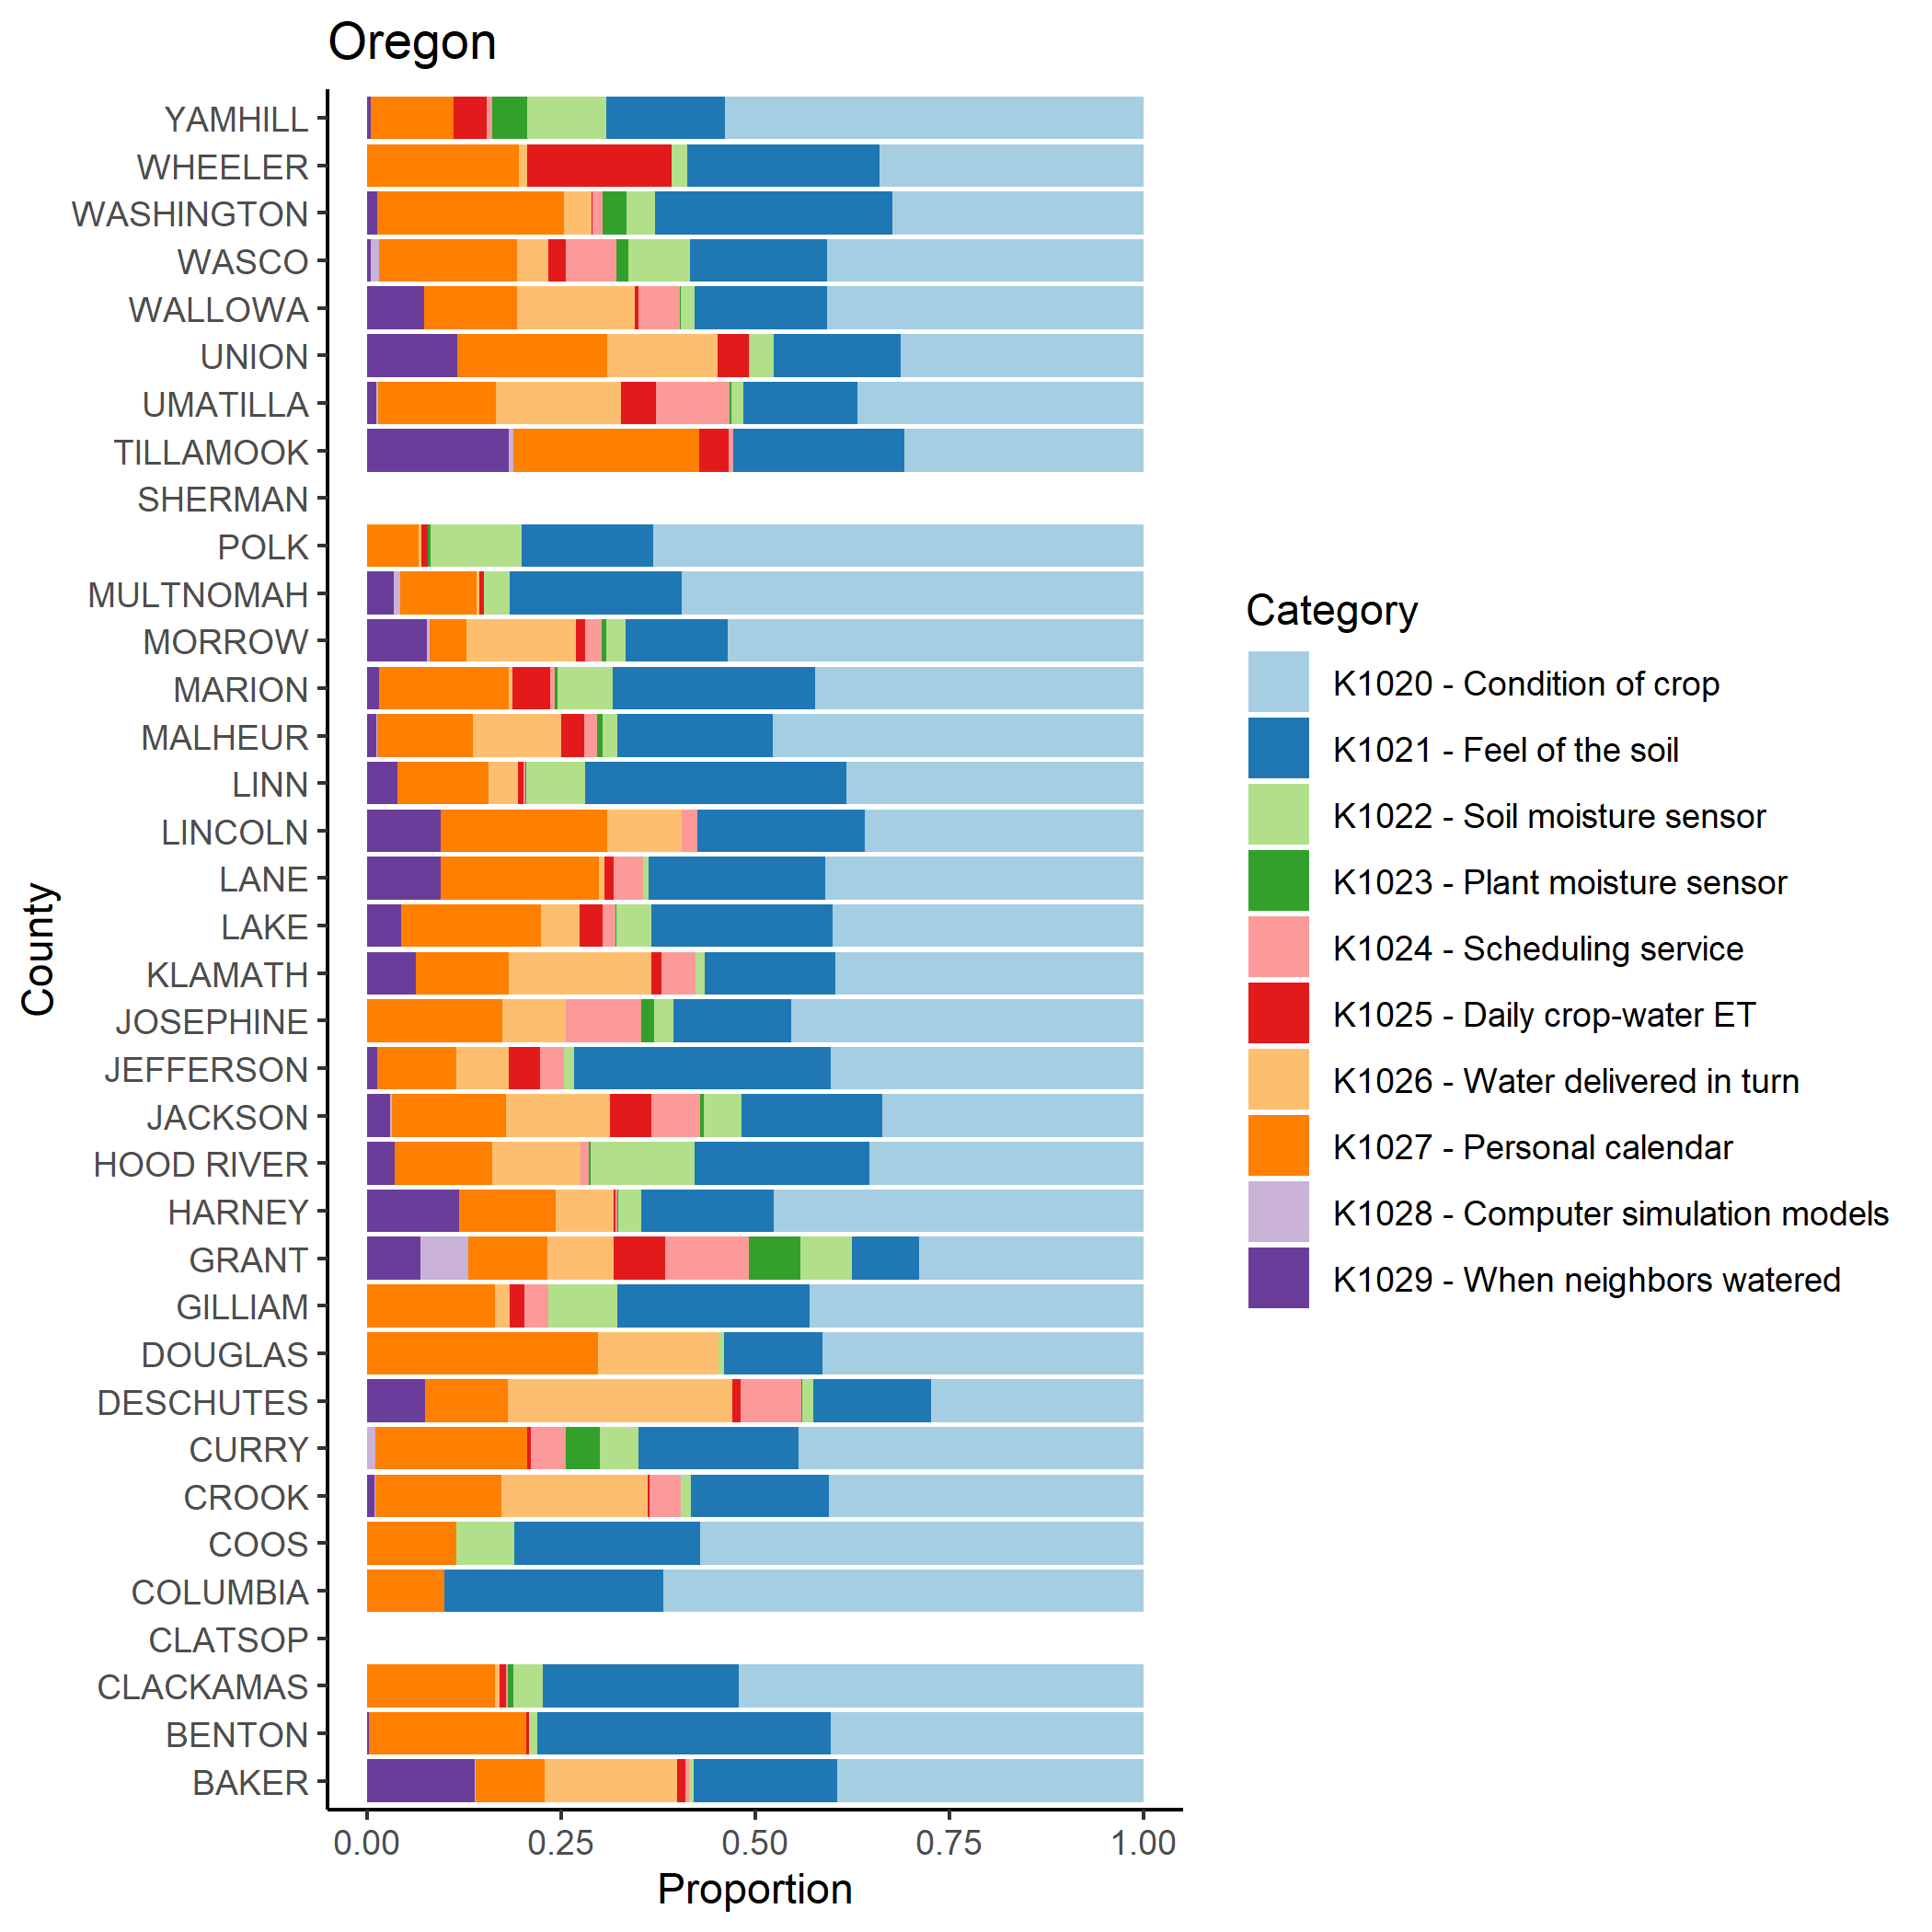 Oregon
YAMHILL
WHEELER
WASHINGTON
WASCO
WALLOWA
UNION
UMATILLA
TILLAMOOK
SHERMAN
POLK
MULTNOMAH
MORROW
MARION
MALHEUR
LINN
LINCOLN
LANE
LAKE
KLAMATH
JOSEPHINE
JEFFERSON
JACKSON
HOOD RIVER
HARNEY
GRANT
GILLIAM
DOUGLAS
DESCHUTES
CURRY
CROOK
COOS
COLUMBIA
CLATSOP
CLACKAMAS
BENTON
BAKER
County
0.00 0.25 0.50 0.75 1.00
Proportion
Category
K1020 - Condition of crop
K1021 - Feel of the soil
K1022 - Soil moisture sensor
K1023 - Plant moisture sensor
K1024 - Scheduling service
K1025 - Daily crop-water ET
K1026 - Water delivered in turn
K1027 - Personal calendar
K1028 - Computer simulation models
K1029 - When neighbors watered